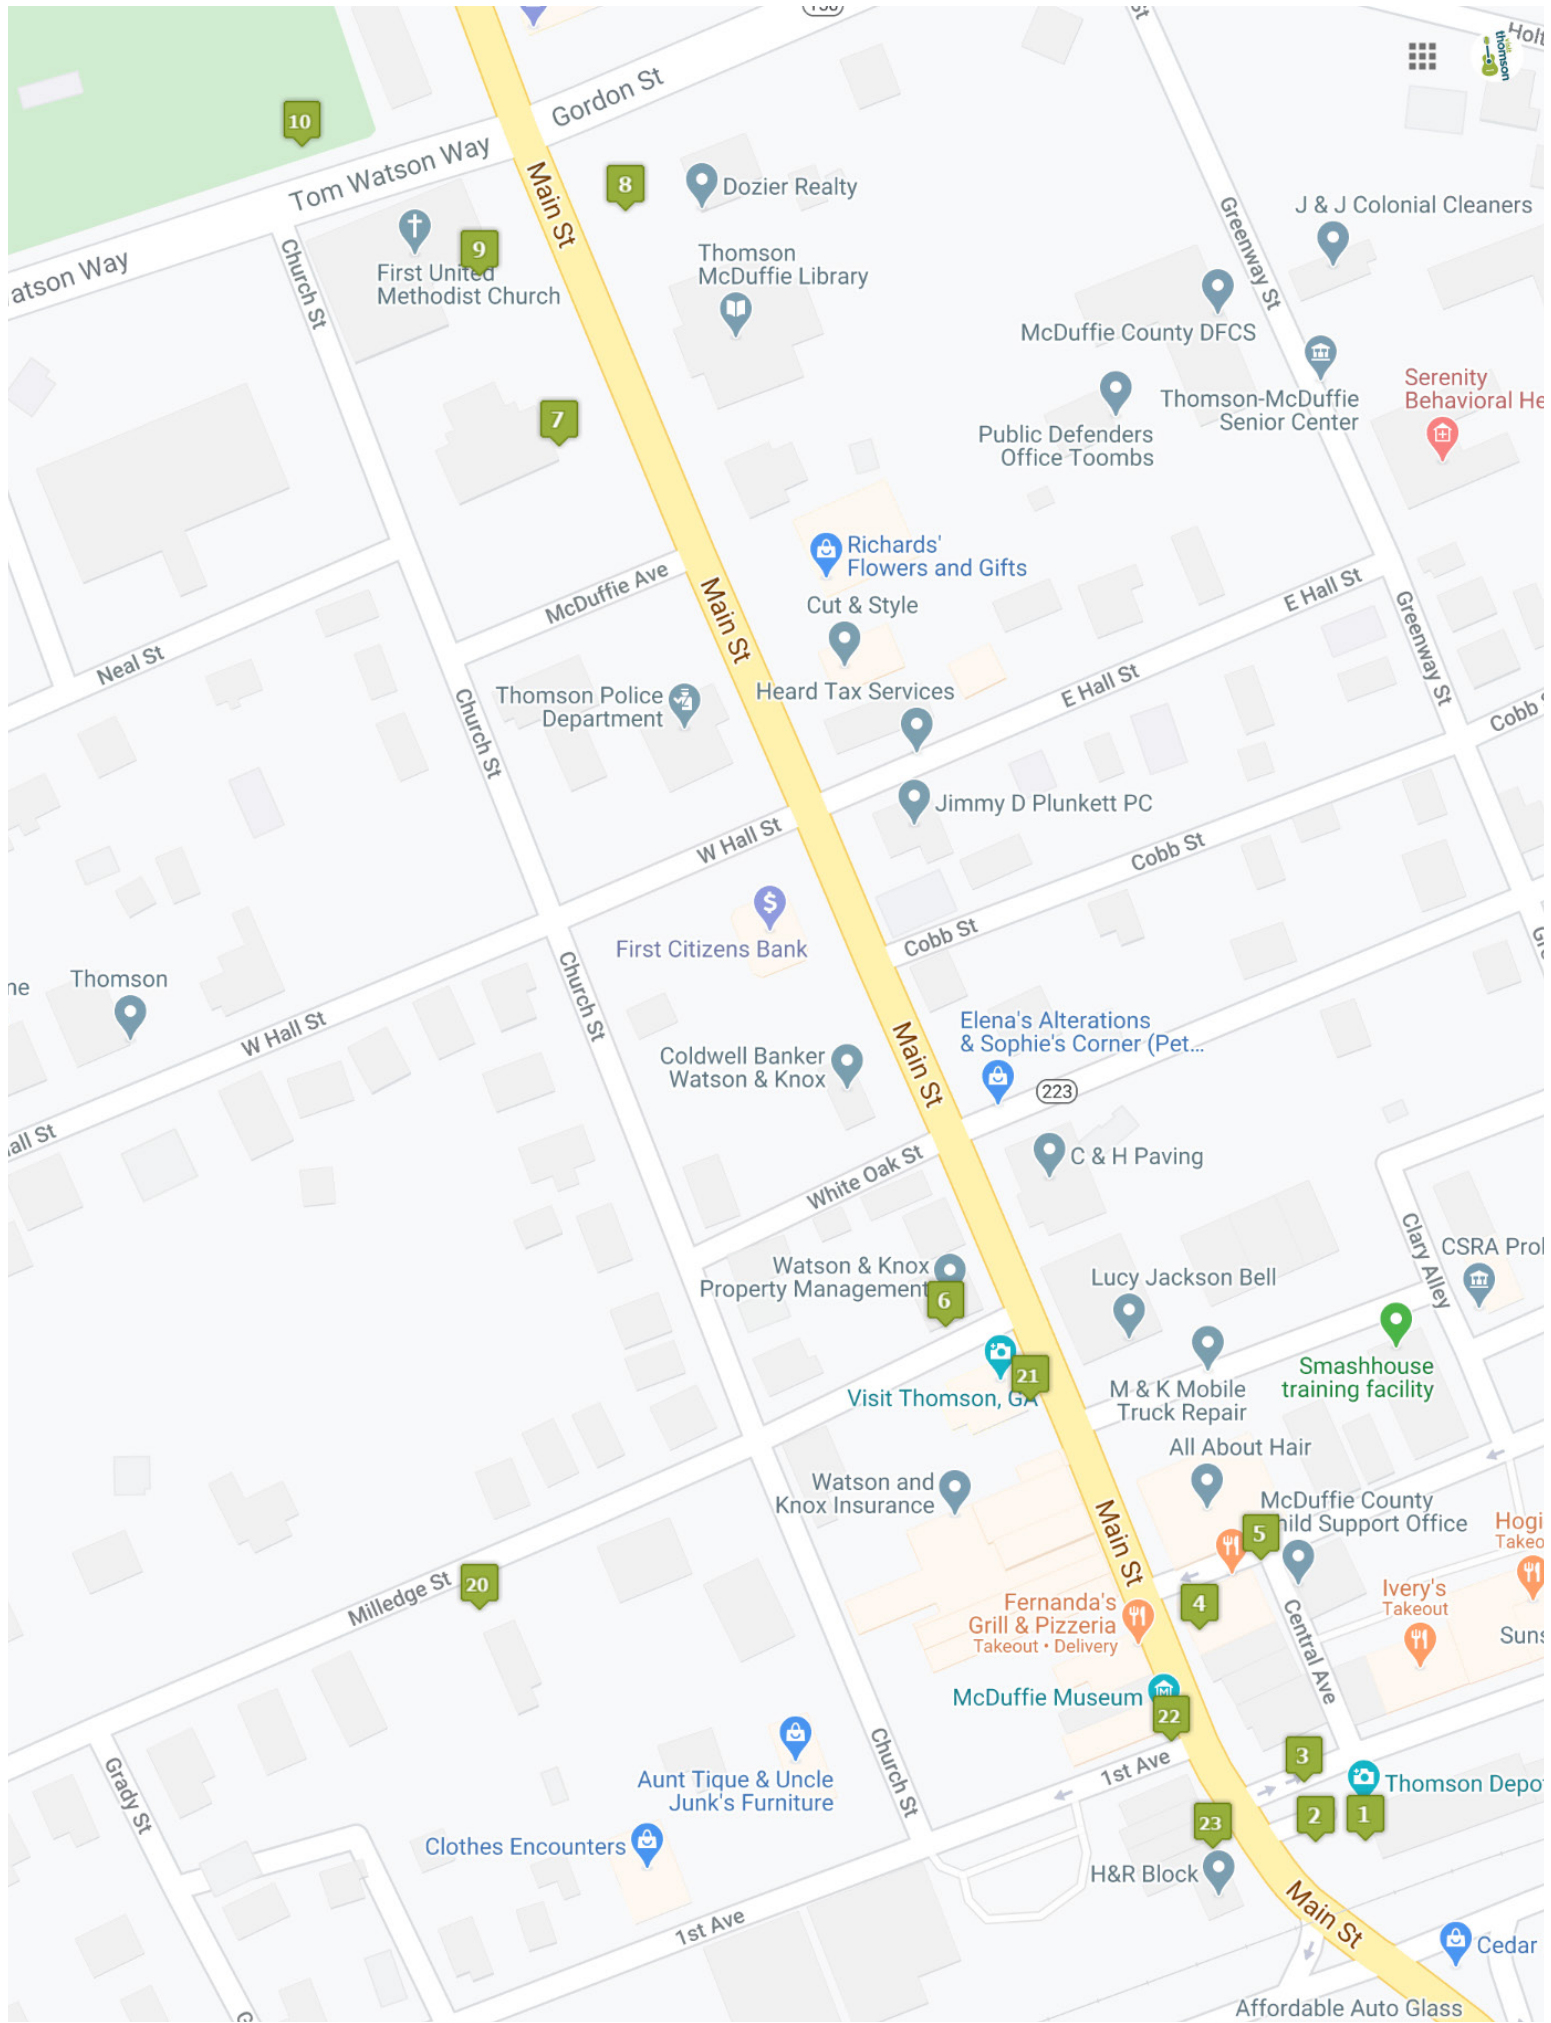 Holt
visit
thomson
Gordon St
10
Tom Watson Way
Main St
8
Dozier Realty
J & J Colonial Cleaners
Greenway St
9
First United
Methodist Church
Thomson
McDuffie Library
atson Way
Church St
McDuffie County DFCS
Thomson-McDuffie
Senior Center
Serenity
Behavioral He
7
Public Defenders
Office Toombs
Richards'
Flowers and Gifts
McDuffie Ave
Main St
Cut & Style
E Hall St
Greenway St
Neal St
Church St
Thomson Police
Department
Heard Tax Services
E Hall St
Cobb
Jimmy D Plunkett PC
W Hall St
Cobb St
$
First Citizens Bank
Cobb St
ne
Thomson
Church St
W Hall St
Coldwell Banker
Watson & Knox
Main St
Elena's Alterations
& Sophie's Corner (Pet...
223
all St
White Oak St
C & H Paving
Clary Alley
CSRA Pro
Watson & Knox
Property Management
6
Lucy Jackson Bell
Visit Thomson, GA
21
M & K Mobile
Truck Repair
Smashhouse
training facility
All About Hair
Watson and
Knox Insurance
Main St
McDuffie County
hild Support Office
5
Hogi
Takeo
Milledge St
20
Fernanda's
Grill & Pizzeria
Takeout • Delivery
4
Central Ave
Ivery's
Takeout
Suns
McDuffie Museum
22
Grady St
Aunt Tique & Uncle
Junk's Furniture
Church St
1st Ave
3
Thomson Depo
2
1
23
Clothes Encounters
H&R Block
1st Ave
Main St
Cedar
Affordable Auto Glass